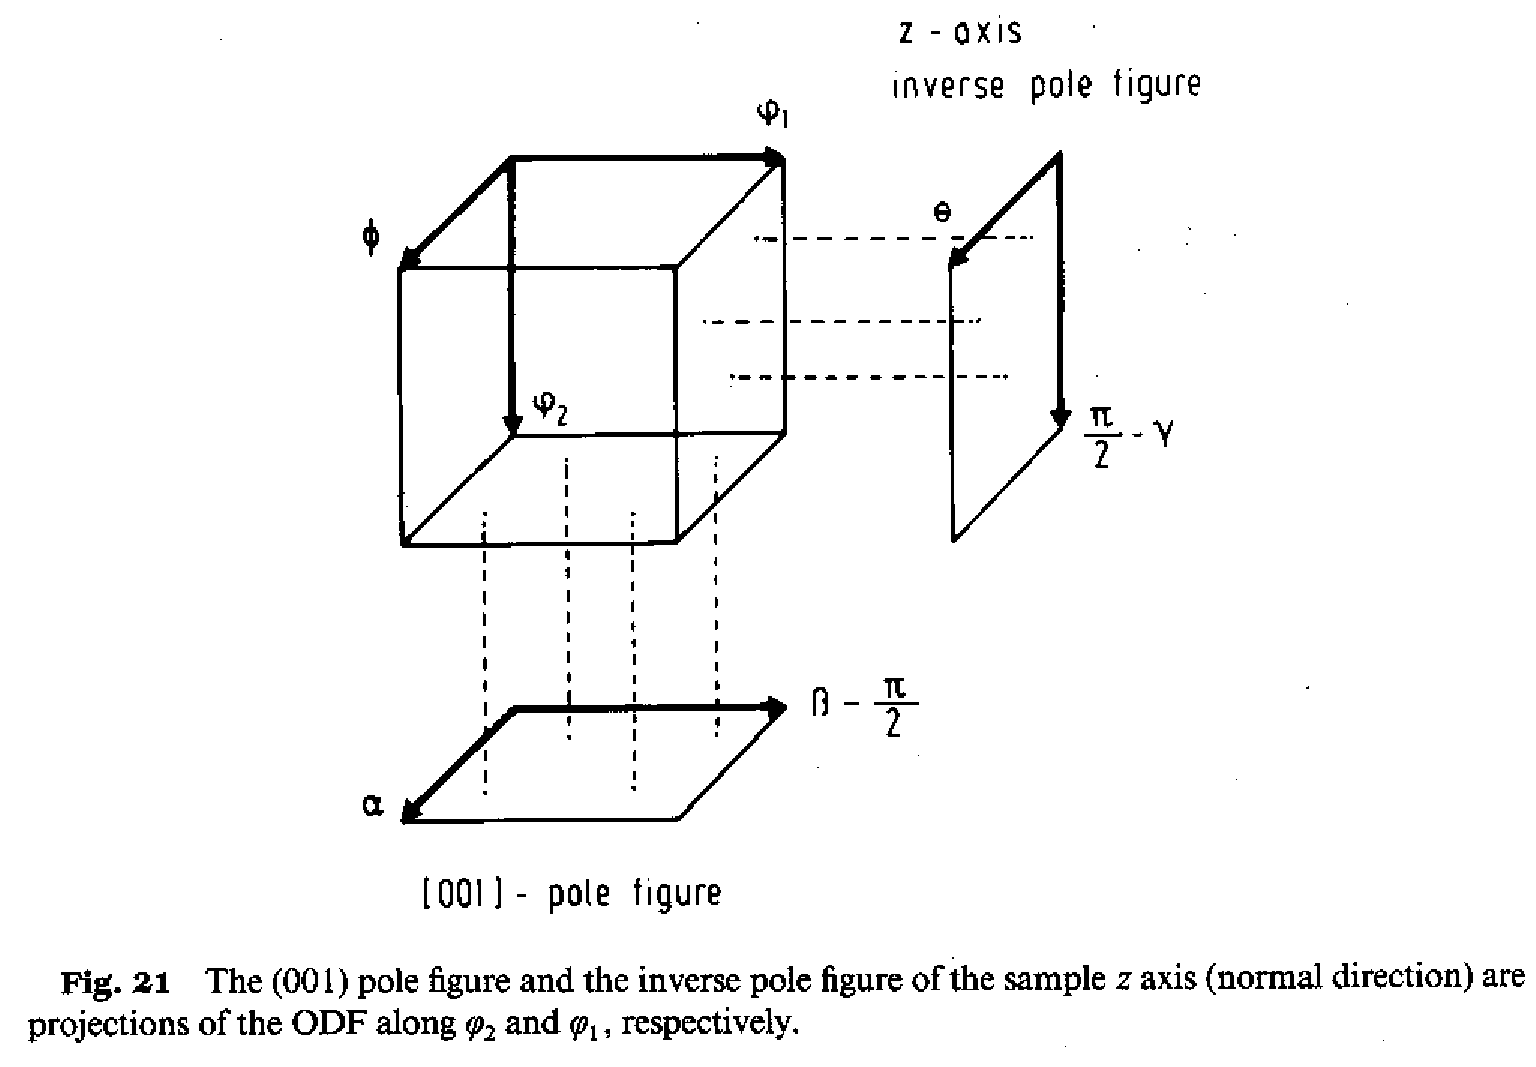 z - axis
inverse pole figure
φ₁
ϕ
θ
φ₂
π/2 - γ
β - π/2
α
[001] - pole figure
Fig. 21 The (001) pole figure and the inverse pole figure of the sample z axis (normal direction) are
projections of the ODF along φ₂ and φ₁, respectively.